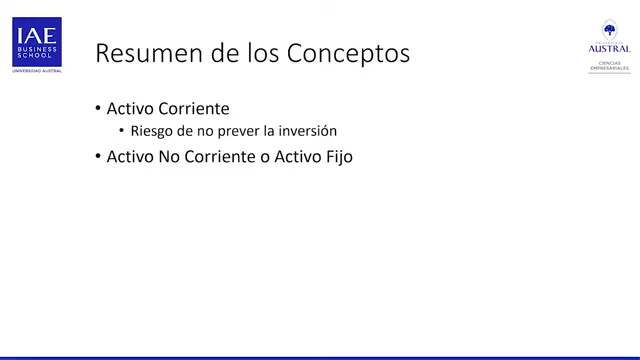 IAE
BUSINESS
SCHOOL
UNIVERSIDAD AUSTRAL
Resumen de los Conceptos
UNIVERSIDAD
AUSTRAL
CIENCIAS
EMPRESARIALES
• Activo Corriente
• Riesgo de no prever la inversión
• Activo No Corriente o Activo Fijo